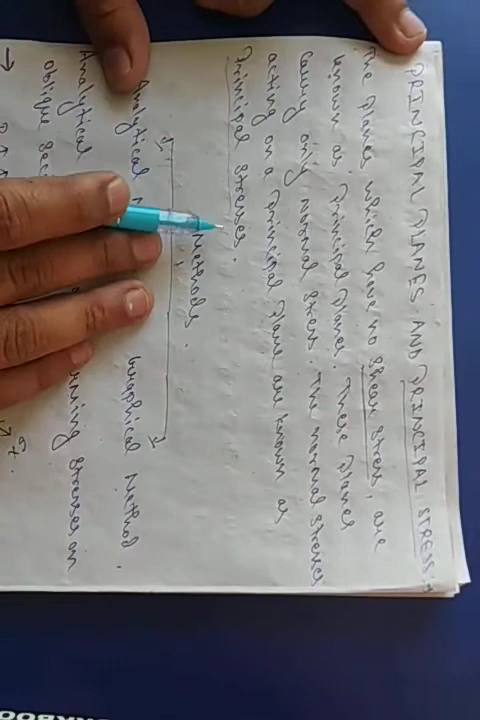 PRINCIPAL PLANES AND PRINCIPAL STRESS:-
The planes which have no shear stress, are
known as Principal planes. These planes
carry only normal stress. The normal stresses
acting on a principal plane are known as
Principal stresses.
Methods.
Analytical Graphical Method.
Analytical stresses on
oblique
σx.